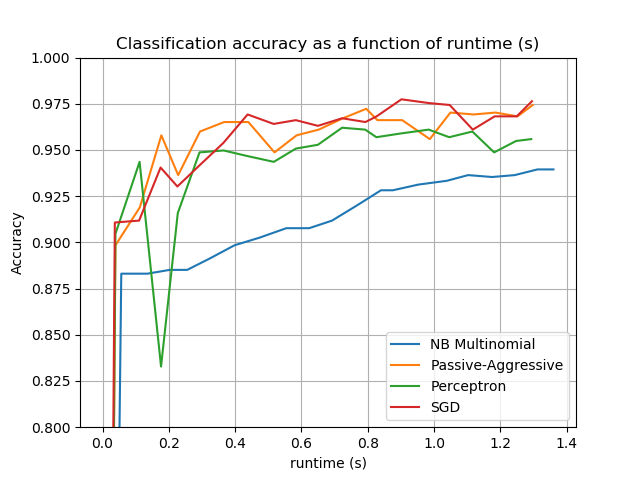 Classification accuracy as a function of runtime (s)
1.000
0.975
0.950
0.925
0.900
0.875
0.850
0.825
0.800
Accuracy
NB Multinomial
Passive-Aggressive
Perceptron
SGD
0.0 0.2 0.4 0.6 0.8 1.0 1.2 1.4
runtime (s)